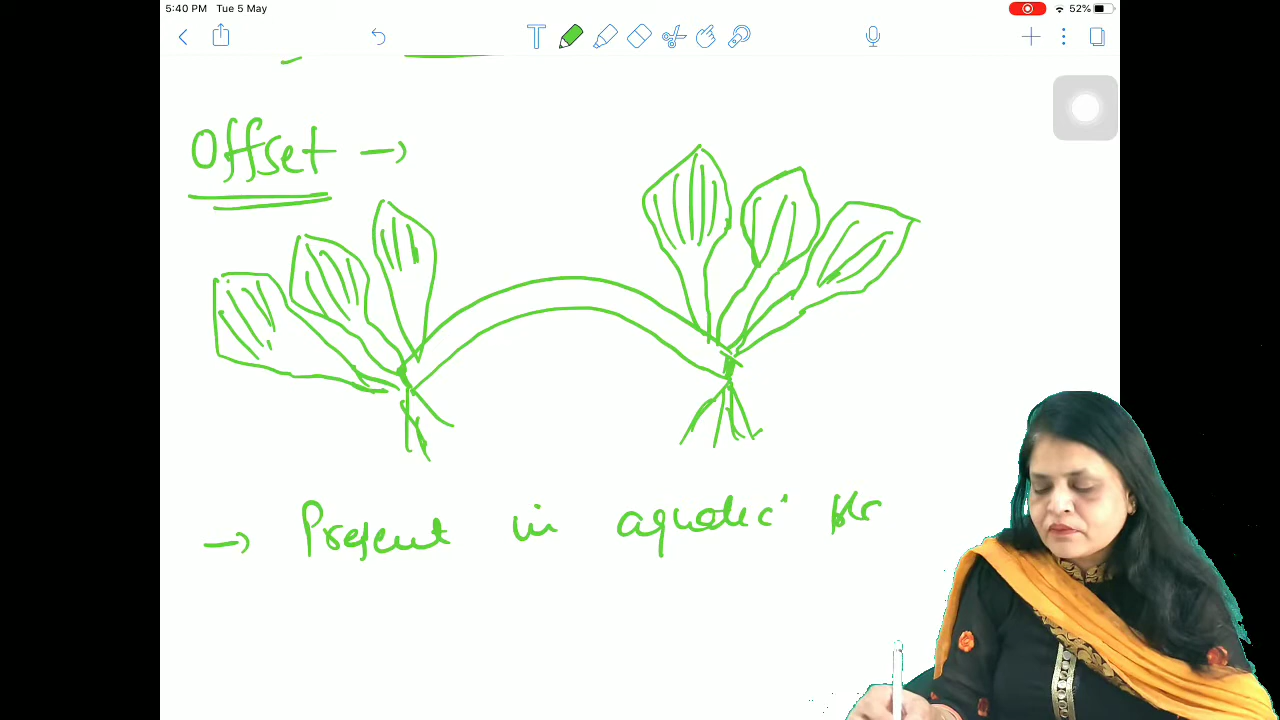 5:40 PM Tue 5 May
52%
T
Offset →
→ Present in aquatic